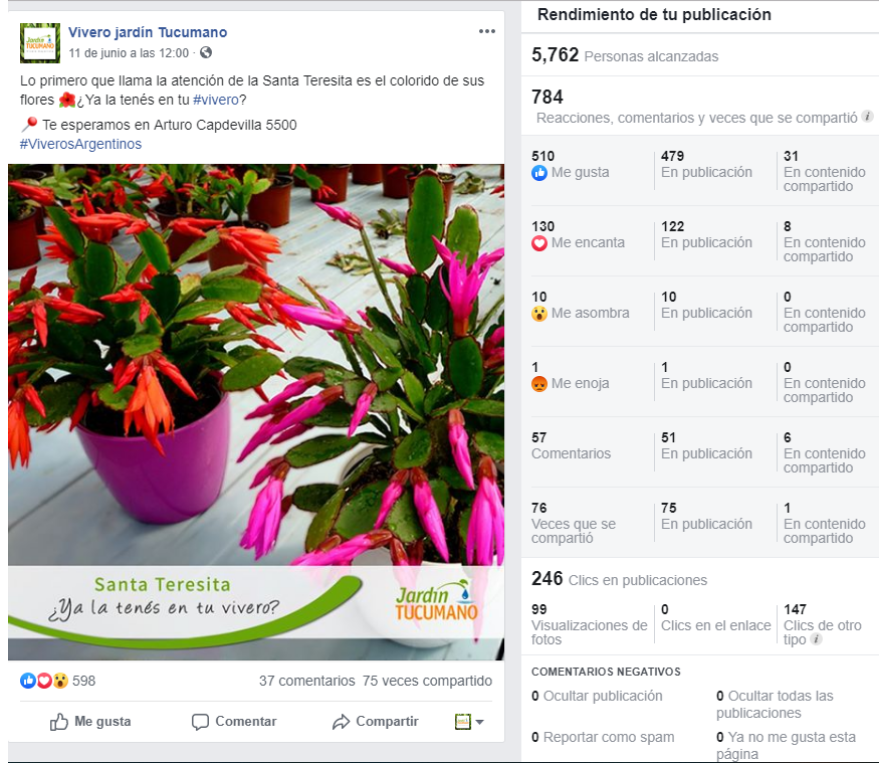 Vivero jardín Tucumano
11 de junio a las 12:00 ·
Lo primero que llama la atención de la Santa Teresita es el colorido de sus
flores 🌺¿Ya la tenés en tu #vivero?
📍 Te esperamos en Arturo Capdevilla 5500
#ViverosArgentinos
Santa Teresita
¿Ya la tenés en tu vivero?
Jardín
TUCUMANO
598
37 comentarios 75 veces compartido
Me gusta Comentar Compartir
Rendimiento de tu publicación
5,762 Personas alcanzadas
784
Reacciones, comentarios y veces que se compartió
510 479 31
Me gusta En publicación En contenido
compartido
130 122 8
Me encanta En publicación En contenido
compartido
10 10 0
Me asombra En publicación En contenido
compartido
1 1 0
Me enoja En publicación En contenido
compartido
57 51 6
Comentarios En publicación En contenido
compartido
76 75 1
Veces que se En publicación En contenido
compartió compartido
246 Clics en publicaciones
99 0 147
Visualizaciones de Clics en el enlace Clics de otro
fotos tipo
COMENTARIOS NEGATIVOS
0 Ocultar publicación 0 Ocultar todas las
publicaciones
0 Reportar como spam 0 Ya no me gusta esta
página